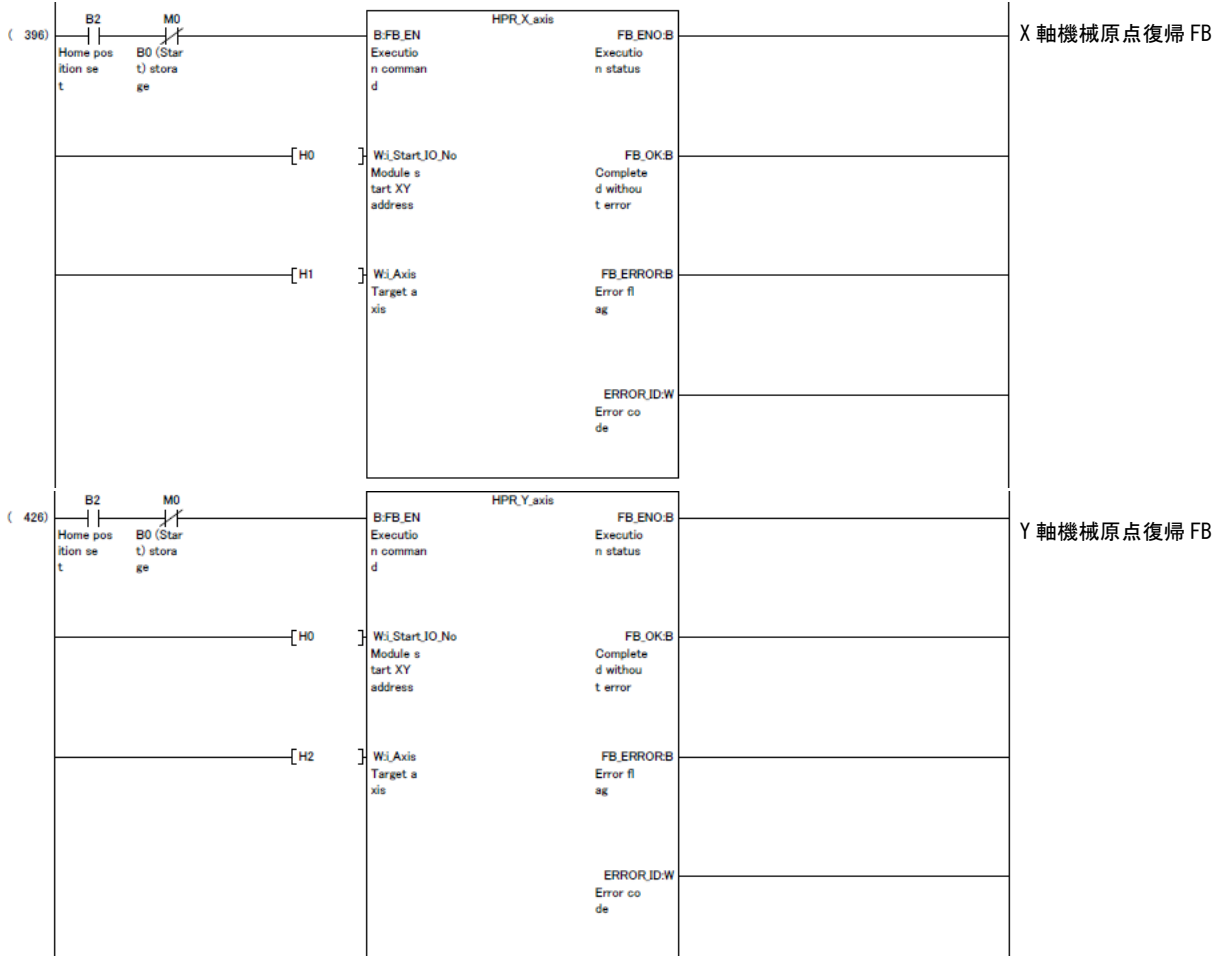 B2 M0 HPR_X_axis
( 396) B:FB_EN FB_ENO:B X 軸機械原点復帰 FB
Home pos B0 (Star Executio Executio
ition se t) stora n comman n status
t ge d
H0 W:i_Start_IO_No FB_OK:B
Module s Complete
tart XY d withou
address t error
H1 W:i_Axis FB_ERROR:B
Target a Error fl
xis ag
ERROR_ID:W
Error co
de
B2 M0 HPR_Y_axis
( 426) B:FB_EN FB_ENO:B Y 軸機械原点復帰 FB
Home pos B0 (Star Executio Executio
ition se t) stora n comman n status
t ge d
H0 W:i_Start_IO_No FB_OK:B
Module s Complete
tart XY d withou
address t error
H2 W:i_Axis FB_ERROR:B
Target a Error fl
xis ag
ERROR_ID:W
Error co
de